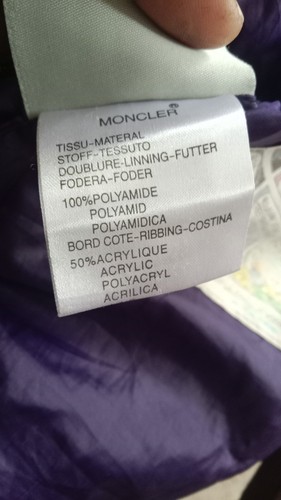 MONCLER®
TISSU-MATERAL
STOFF-TESSUTO
DOUBLURE-LINNING-FUTTER
FODERA-FODER
100%POLYAMIDE
POLYAMID
POLYAMIDICA
BORD COTE-RIBBING-COSTINA
50%ACRYLIQUE
ACRYLIC
POLYACRYL
ACRILICA